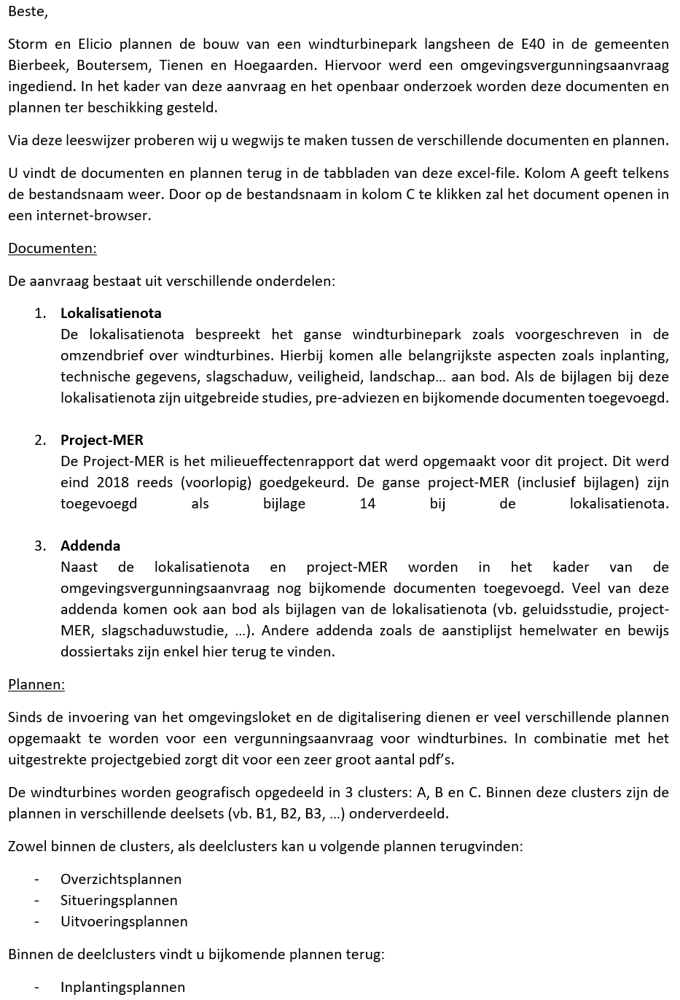 Beste,
Storm en Elicio plannen de bouw van een windturbinepark langsheen de E40 in de gemeenten
Bierbeek, Boutersem, Tienen en Hoegaarden. Hiervoor werd een omgevingsvergunningsaanvraag
ingediend. In het kader van deze aanvraag en het openbaar onderzoek worden deze documenten en
plannen ter beschikking gesteld.
Via deze leeswijzer proberen wij u wegwijs te maken tussen de verschillende documenten en plannen.
U vindt de documenten en plannen terug in de tabbladen van deze excel-file. Kolom A geeft telkens
de bestandsnaam weer. Door op de bestandsnaam in kolom C te klikken zal het document openen in
een internet-browser.
Documenten:
De aanvraag bestaat uit verschillende onderdelen:
1. Lokalisatienota
De lokalisatienota bespreekt het ganse windturbinepark zoals voorgeschreven in de
omzendbrief over windturbines. Hierbij komen alle belangrijkste aspecten zoals inplanting,
technische gegevens, slagschaduw, veiligheid, landschap… aan bod. Als de bijlagen bij deze
lokalisatienota zijn uitgebreide studies, pre-adviezen en bijkomende documenten toegevoegd.
2. Project-MER
De Project-MER is het milieueffectenrapport dat werd opgemaakt voor dit project. Dit werd
eind 2018 reeds (voorlopig) goedgekeurd. De ganse project-MER (inclusief bijlagen) zijn
toegevoegd als bijlage 14 bij de lokalisatienota.
3. Addenda
Naast de lokalisatienota en project-MER worden in het kader van de
omgevingsvergunningsaanvraag nog bijkomende documenten toegevoegd. Veel van deze
addenda komen ook aan bod als bijlagen van de lokalisatienota (vb. geluidsstudie, project-
MER, slagschaduwstudie, …). Andere addenda zoals de aanstiplijst hemelwater en bewijs
dossiertaks zijn enkel hier terug te vinden.
Plannen:
Sinds de invoering van het omgevingsloket en de digitalisering dienen er veel verschillende plannen
opgemaakt te worden voor een vergunningsaanvraag voor windturbines. In combinatie met het
uitgestrekte projectgebied zorgt dit voor een zeer groot aantal pdf’s.
De windturbines worden geografisch opgedeeld in 3 clusters: A, B en C. Binnen deze clusters zijn de
plannen in verschillende deelsets (vb. B1, B2, B3, …) onderverdeeld.
Zowel binnen de clusters, als deelclusters kan u volgende plannen terugvinden:
- Overzichtsplannen
- Situeringsplannen
- Uitvoeringsplannen
Binnen de deelclusters vindt u bijkomende plannen terug:
- Inplantingsplannen